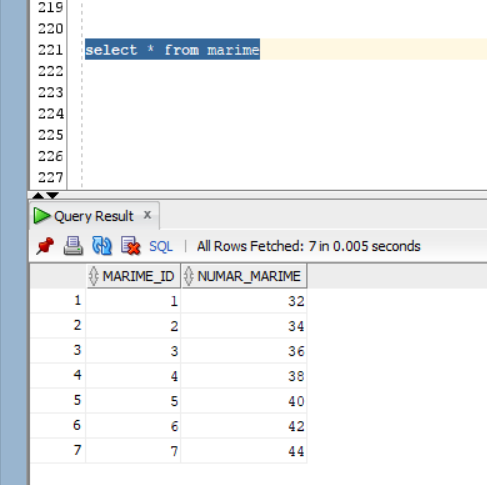 219
220
221 select * from marime
222
223
224
225
226
227
Query Result x
SQL | All Rows Fetched: 7 in 0.005 seconds
MARIME_ID NUMAR_MARIME
1 1 32
2 2 34
3 3 36
4 4 38
5 5 40
6 6 42
7 7 44